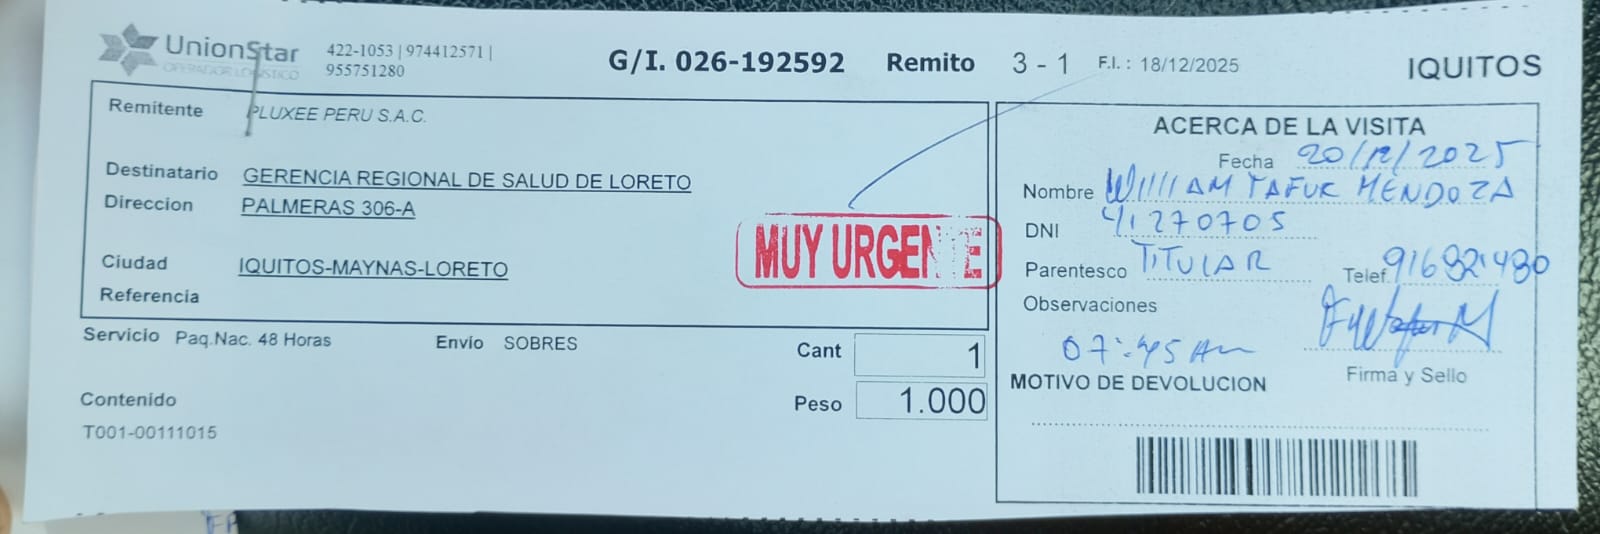 UnionStar
OPERADOR LOGISTICO
422-1053 | 974412571 |
955751280
G/I. 026-192592 Remito 3 - 1 F.I. : 18/12/2025 IQUITOS
Remitente PLUXEE PERU S.A.C.
Destinatario GERENCIA REGIONAL DE SALUD DE LORETO
Direccion PALMERAS 306-A
Ciudad IQUITOS-MAYNAS-LORETO
Referencia
MUY URGENTE
Servicio Paq.Nac. 48 Horas Envío SOBRES
Cant 1
Peso 1.000
Contenido
T001-00111015
ACERCA DE LA VISITA
Fecha 20/12/2025
Nombre WILLIAM TAFUR MENDOZA
DNI 41270705
Parentesco TITULAR Telef.
Observaciones
07:45 Am
Firma y Sello
MOTIVO DE DEVOLUCION